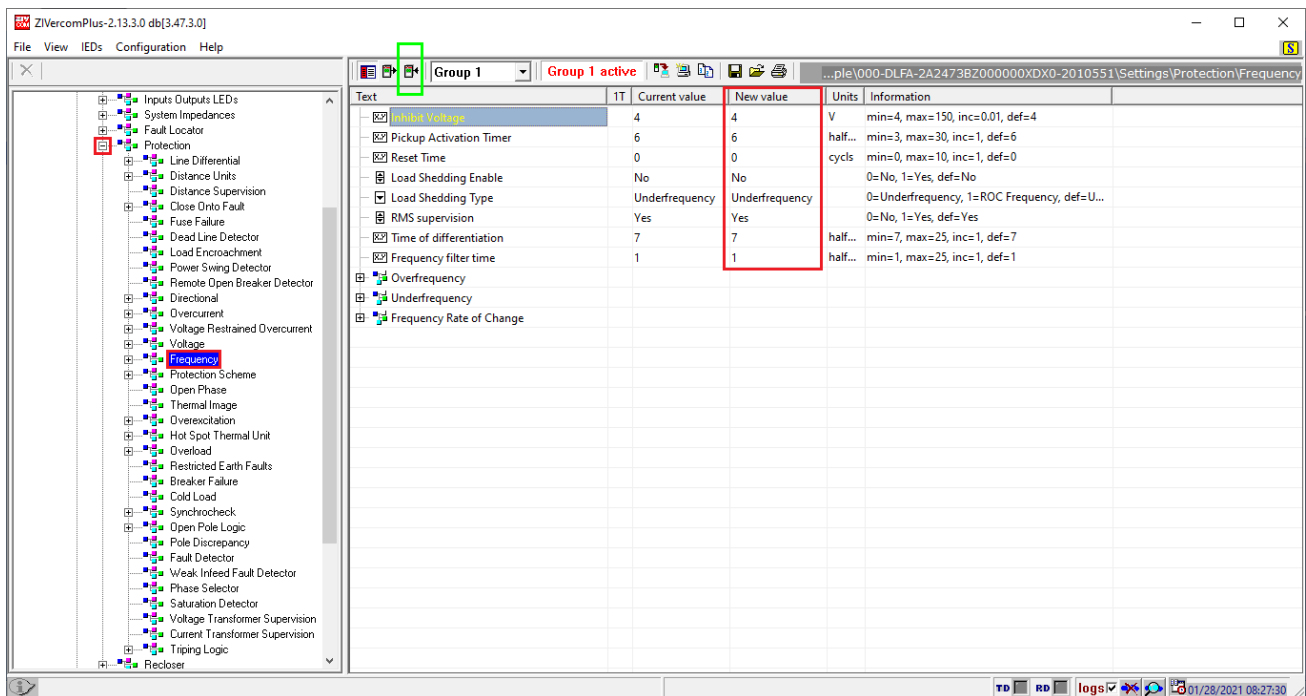 ZIVercomPlus-2.13.3.0 db[3.47.3.0]
File View IEDs Configuration Help
S
Group 1
Group 1 active
...ple\000-DLFA-2A2473BZ000000XDX0-2010551\Settings\Protection\Frequency
Inputs Outputs LEDs
System Impedances
Fault Locator
Protection
Line Differential
Distance Units
Distance Supervision
Close Onto Fault
Fuse Failure
Dead Line Detector
Load Encroachment
Power Swing Detector
Remote Open Breaker Detector
Directional
Overcurrent
Voltage Restrained Overcurrent
Voltage
Frequency
Protection Scheme
Open Phase
Thermal Image
Overexcitation
Hot Spot Thermal Unit
Overload
Restricted Earth Faults
Breaker Failure
Cold Load
Synchrocheck
Open Pole Logic
Pole Discrepancy
Fault Detector
Weak Infeed Fault Detector
Phase Selector
Saturation Detector
Voltage Transformer Supervision
Current Transformer Supervision
Triping Logic
Recloser
Text 1T Current value New value Units Information
Inhibit Voltage 4 4 V min=4, max=150, inc=0.01, def=4
Pickup Activation Timer 6 6 half... min=3, max=30, inc=1, def=6
Reset Time 0 0 cycls min=0, max=10, inc=1, def=0
Load Shedding Enable No No 0=No, 1=Yes, def=No
Load Shedding Type Underfrequency Underfrequency 0=Underfrequency, 1=ROC Frequency, def=U...
RMS supervision Yes Yes 0=No, 1=Yes, def=Yes
Time of differentiation 7 7 half... min=7, max=25, inc=1, def=7
Frequency filter time 1 1 half... min=1, max=25, inc=1, def=1
Overfrequency
Underfrequency
Frequency Rate of Change
TD RD logs 01/28/2021 08:27:30